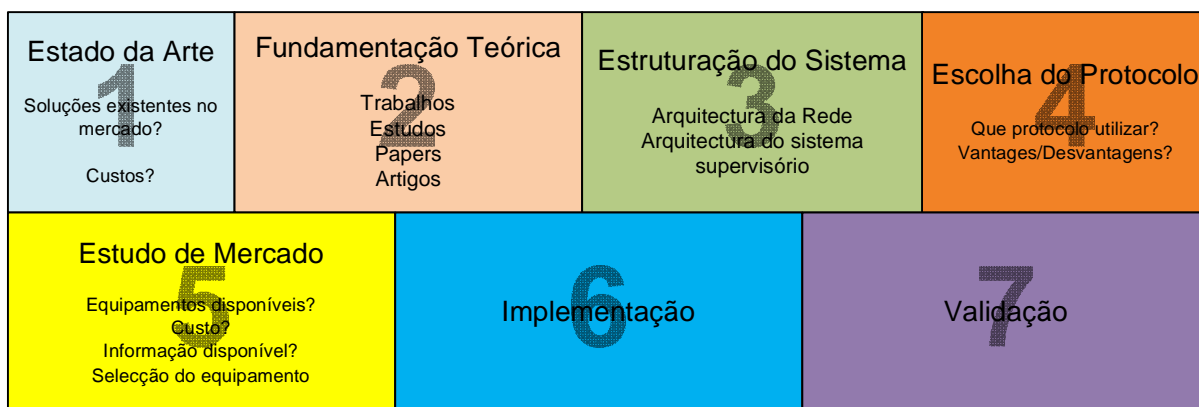 Estado da Arte
1
Soluções existentes no
mercado?
Custos?
Fundamentação Teórica
2
Trabalhos
Estudos
Papers
Artigos
Estruturação do Sistema
3
Arquitectura da Rede
Arquitectura do sistema
supervisório
Escolha do Protocolo
4
Que protocolo utilizar?
Vantages/Desvantagens?
Estudo de Mercado
5
Equipamentos disponíveis?
Custo?
Informação disponível?
Selecção do equipamento
6
Implementação
7
Validação